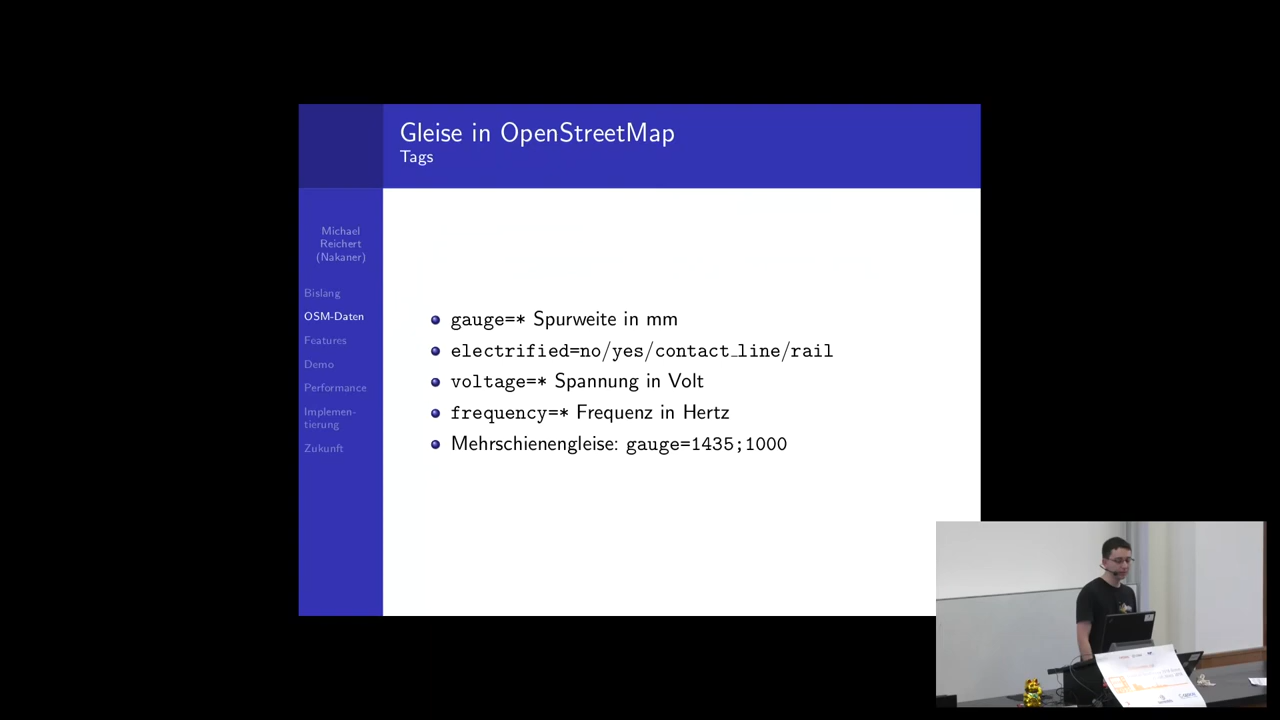 Gleise in OpenStreetMap
Tags
Michael
Reichert
(Nakaner)
Bislang
OSM-Daten
Features
Demo
Performance
Implemen-
tierung
Zukunft
gauge=* Spurweite in mm
electrified=no/yes/contact_line/rail
voltage=* Spannung in Volt
frequency=* Frequenz in Hertz
Mehrschienengleise: gauge=1435;1000